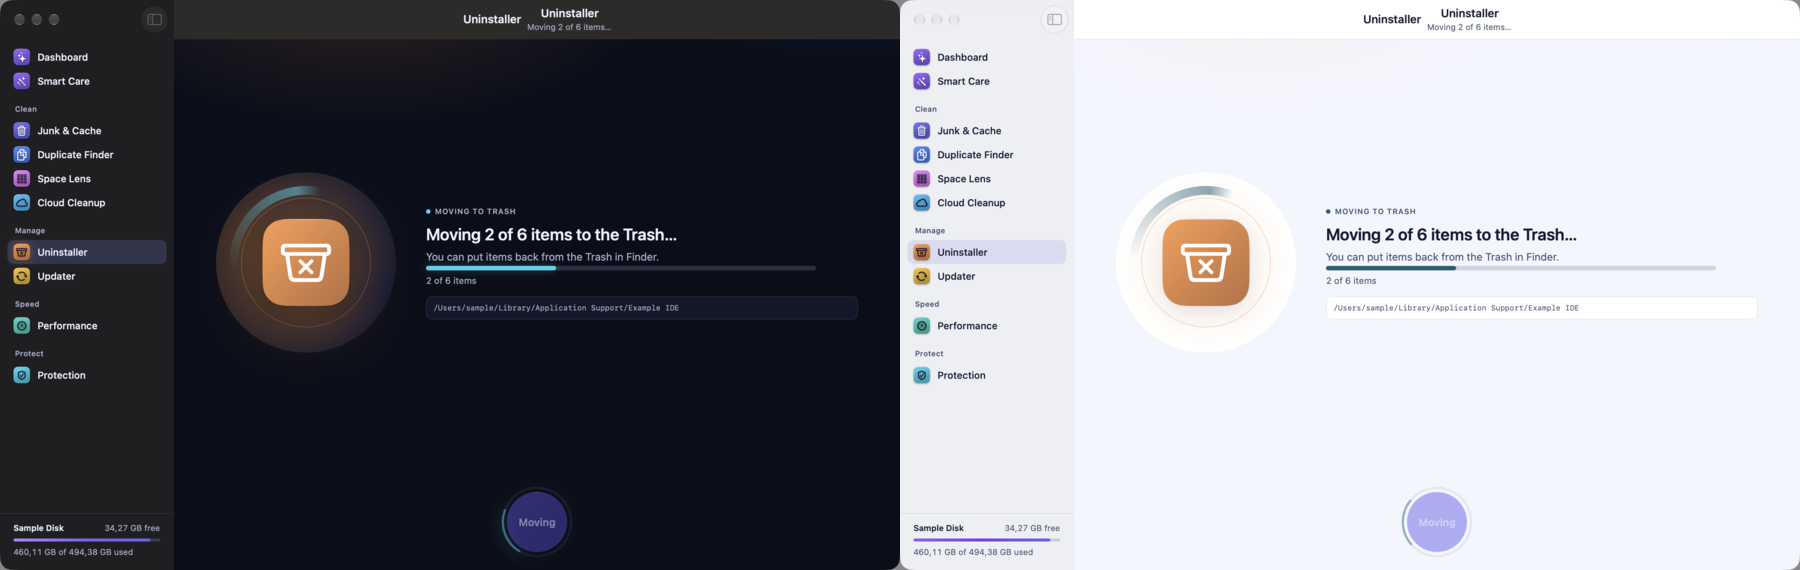 Uninstaller
Uninstaller
Moving 2 of 6 items...
Dashboard
Smart Care
Clean
Junk & Cache
Duplicate Finder
Space Lens
Cloud Cleanup
Manage
Uninstaller
Updater
Speed
Performance
Protect
Protection
Sample Disk 34,27 GB free
460,11 GB of 494,38 GB used
MOVING TO TRASH
Moving 2 of 6 items to the Trash...
You can put items back from the Trash in Finder.
2 of 6 items
/Users/sample/Library/Application Support/Example IDE
Moving
Uninstaller
Uninstaller
Moving 2 of 6 items...
Dashboard
Smart Care
Clean
Junk & Cache
Duplicate Finder
Space Lens
Cloud Cleanup
Manage
Uninstaller
Updater
Speed
Performance
Protect
Protection
Sample Disk 34,27 GB free
460,11 GB of 494,38 GB used
MOVING TO TRASH
Moving 2 of 6 items to the Trash...
You can put items back from the Trash in Finder.
2 of 6 items
/Users/sample/Library/Application Support/Example IDE
Moving